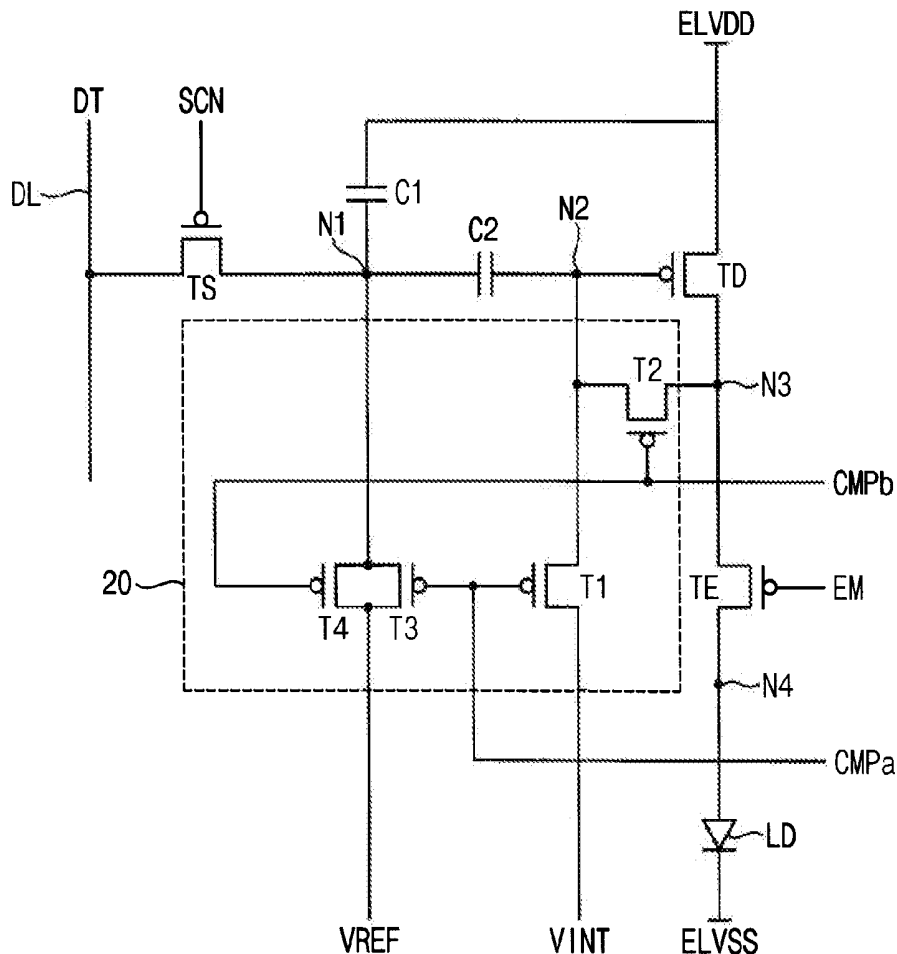 ELVDD
DT
SCN
DL
C1
N1
C2
N2
TS
TD
T2
N3
CMPb
20
T4
T3
T1
TE
EM
N4
CMPa
LD
VREF
VINT
ELVSS